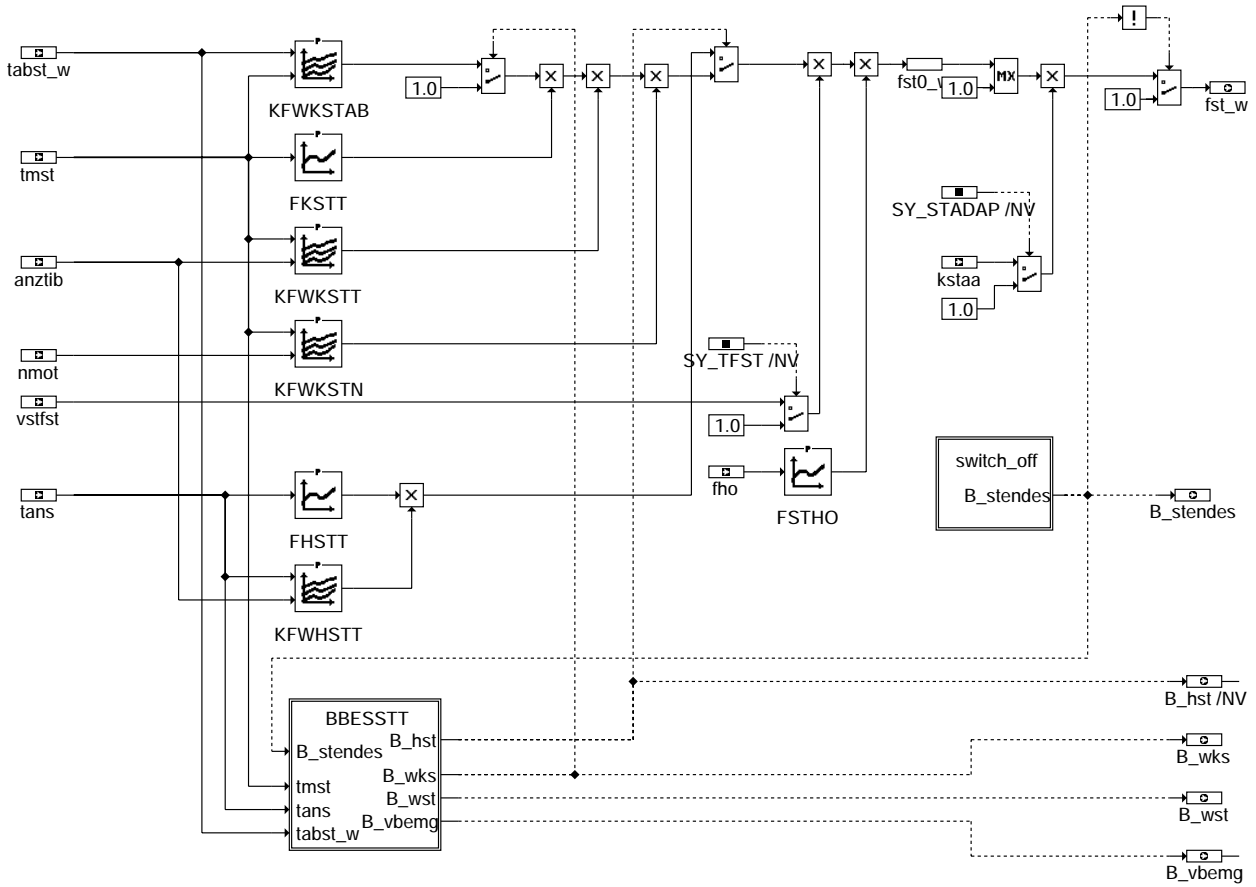 !
tabst_w
P
KFWKSTAB
1.0
fst0_w
1.0
MX
1.0
fst_w
tmst
P
FKSTT
SY_STADAP /NV
anztib
P
KFWKSTT
kstaa
1.0
nmot
P
KFWKSTN
SY_TFST /NV
vstfst
1.0
tans
P
FHSTT
fho
P
FSTHO
switch_off
B_stendes
B_stendes
P
KFWHSTT
BBESSTT
B_stendes
tmst
tans
tabst_w
B_hst
B_wks
B_wst
B_vbemg
B_hst /NV
B_wks
B_wst
B_vbemg